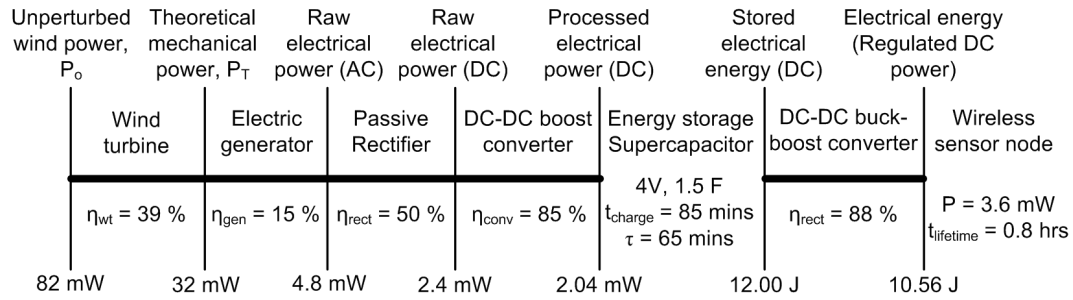 Unperturbed wind power, Pₒ
Theoretical mechanical power, P_T
Raw electrical power (AC)
Raw electrical power (DC)
Processed electrical power (DC)
Stored electrical energy (DC)
Electrical energy (Regulated DC power)
Wind turbine
Electric generator
Passive Rectifier
DC-DC boost converter
Energy storage Supercapacitor
DC-DC buck-boost converter
Wireless sensor node
η_wt = 39 %
η_gen = 15 %
η_rect = 50 %
η_conv = 85 %
4V, 1.5 F
t_charge = 85 mins
τ = 65 mins
η_rect = 88 %
P = 3.6 mW
t_lifetime = 0.8 hrs
82 mW
32 mW
4.8 mW
2.4 mW
2.04 mW
12.00 J
10.56 J